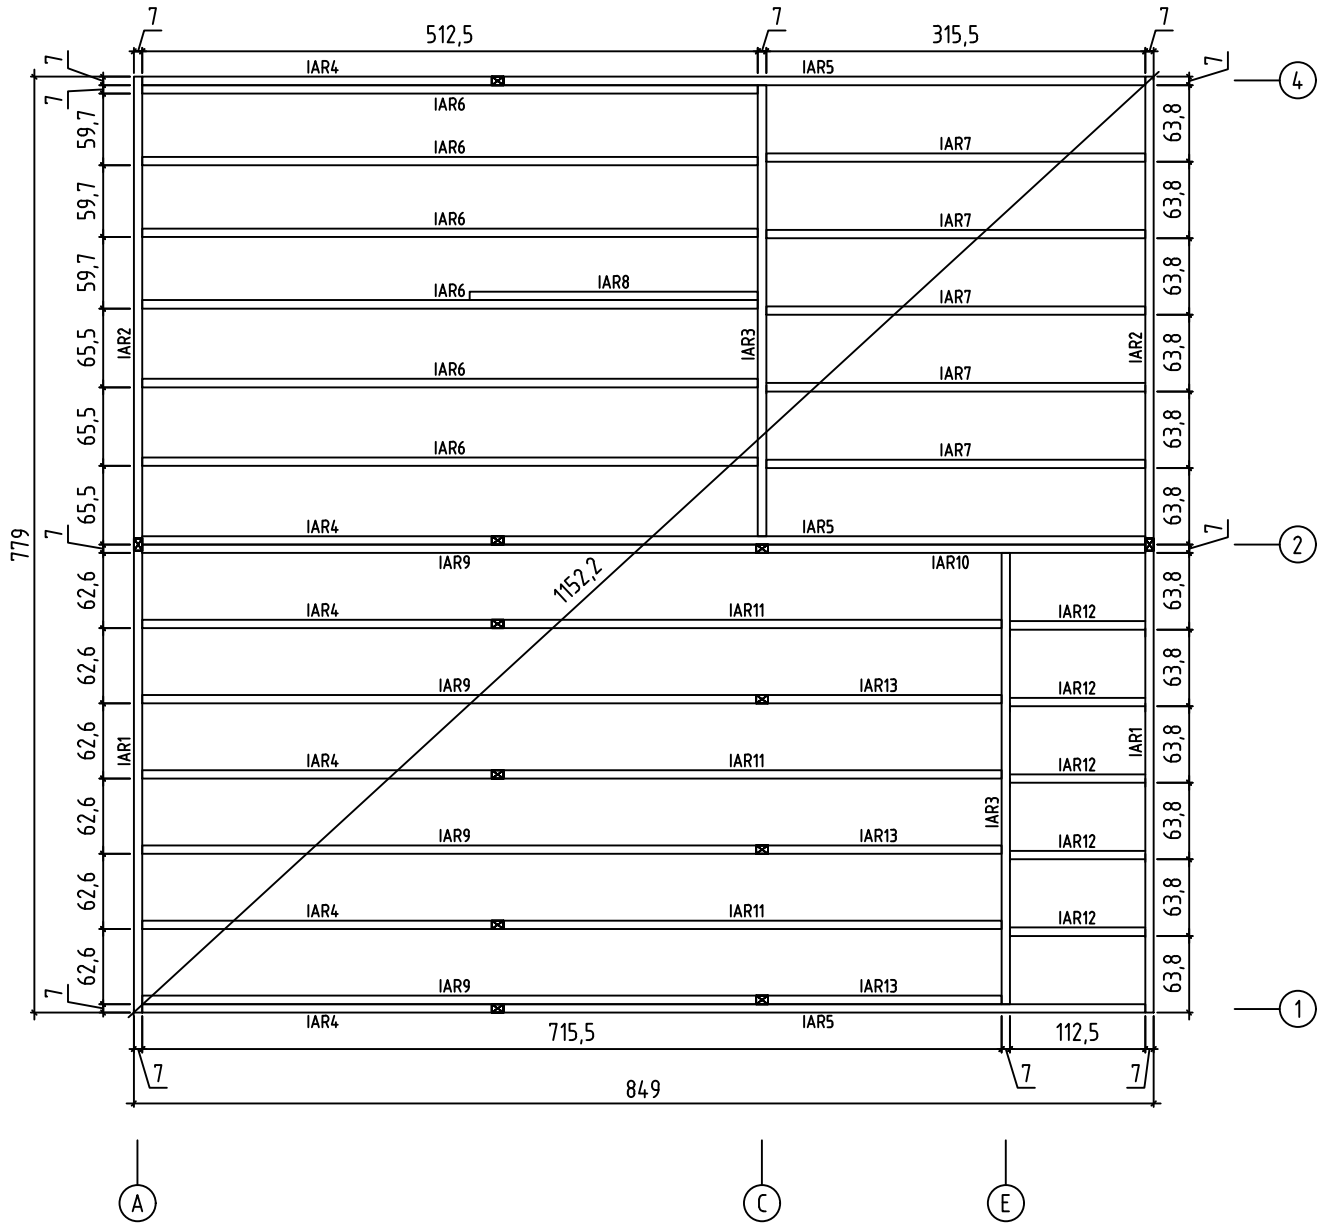 7 7 7
512,5 315,5
7 IAR4 IAR5 7 4
7 IAR6
59,7 63,8
IAR6 IAR7
59,7 63,8
IAR6 IAR7
59,7 63,8
IAR8
IAR6 IAR7
65,5 IAR2 IAR3 IAR2 63,8
IAR6 IAR7
65,5 63,8
IAR6 IAR7
65,5 63,8
7 IAR4 IAR5 7
779 2
IAR9 IAR10
62,6 1152,2 63,8
IAR4 IAR11 IAR12
62,6 63,8
IAR9 IAR13 IAR12
62,6 IAR1 IAR1 63,8
IAR4 IAR11 IAR12
62,6 IAR3 63,8
IAR9 IAR13 IAR12
62,6 63,8
IAR4 IAR11 IAR12
62,6 63,8
7 IAR9 IAR13
1
IAR4 IAR5
715,5 112,5
7 7 7
849
A C E